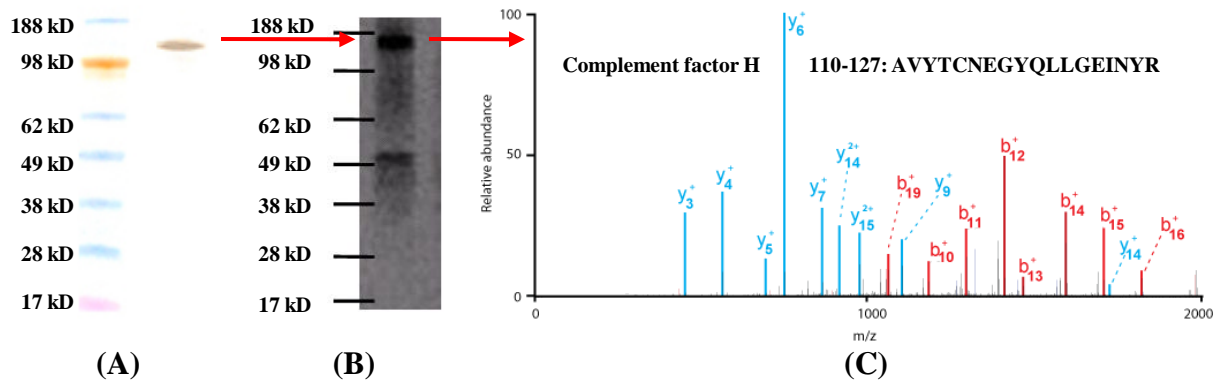 188 kD
98 kD
62 kD
49 kD
38 kD
28 kD
17 kD
(A)
188 kD
98 kD
62 kD
49 kD
38 kD
28 kD
17 kD
(B)
Complement factor H 110-127: AVYTCNEGYQLLGEINYR
Relative abundance
100
50
0
y3+
y4+
y5+
y6+
y7+
y14 2+
y15 2+
b19+
y9+
b10+
b11+
b12+
b13+
b14+
b15+
y14+
b16+
0
1000
2000
m/z
(C)